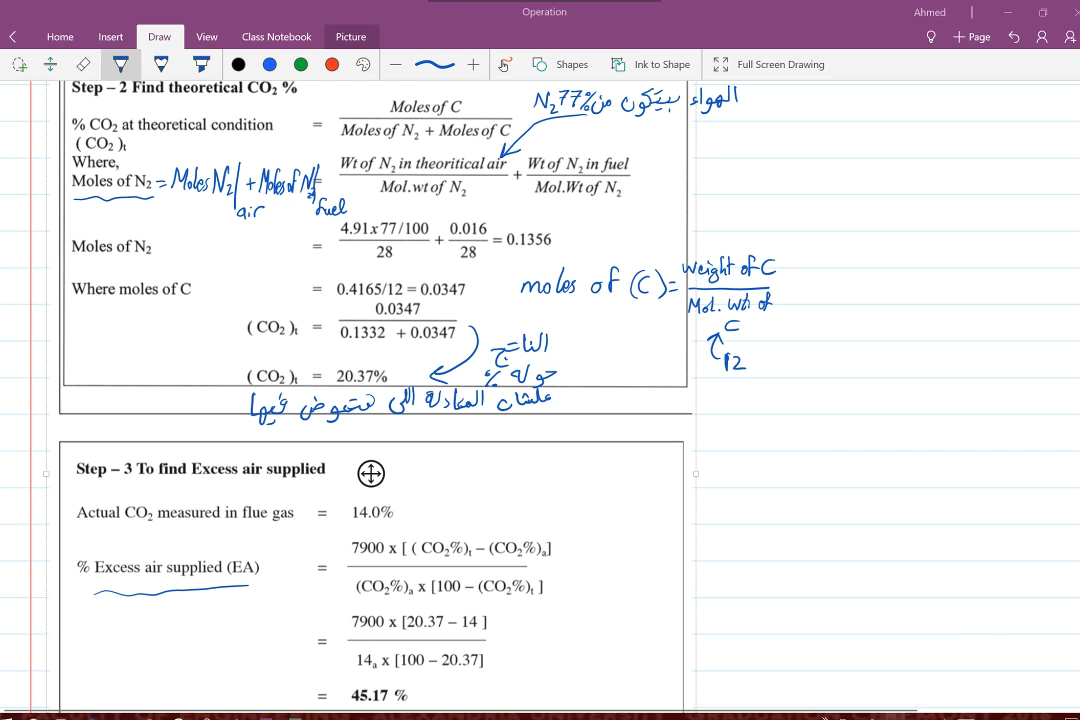 Operation
Ahmed
Home Insert Draw View Class Notebook Picture
Page
Shapes Ink to Shape Full Screen Drawing
Step – 2 Find theoretical CO₂ %
الهواء بيتكون من N₂ 77%
% CO₂ at theoretical condition = Moles of C / Moles of N₂ + Moles of C
(CO₂)t
Where,
Moles of N₂ = Moles N₂ air + Moles of N₂ fuel = Wt of N₂ in theoritical air / Mol.wt of N₂ + Wt of N₂ in fuel / Mol.Wt of N₂
Moles of N₂ = 4.91x77/100 / 28 + 0.016 / 28 = 0.1356
Where moles of C = 0.4165/12 = 0.0347
moles of (C) = weight of C / Mol. wt of C
12
(CO₂)t = 0.0347 / 0.1332 + 0.0347
(CO₂)t = 20.37%
الناتج
حوله %
علشان المعادلة اللى هتعوض فيها
Step – 3 To find Excess air supplied
Actual CO₂ measured in flue gas = 14.0%
% Excess air supplied (EA) = 7900 x [ ( CO₂%)t – (CO₂%)a] / (CO₂%)a x [100 – (CO₂%)t ]
= 7900 x [20.37 – 14 ] / 14a x [100 – 20.37]
= 45.17 %